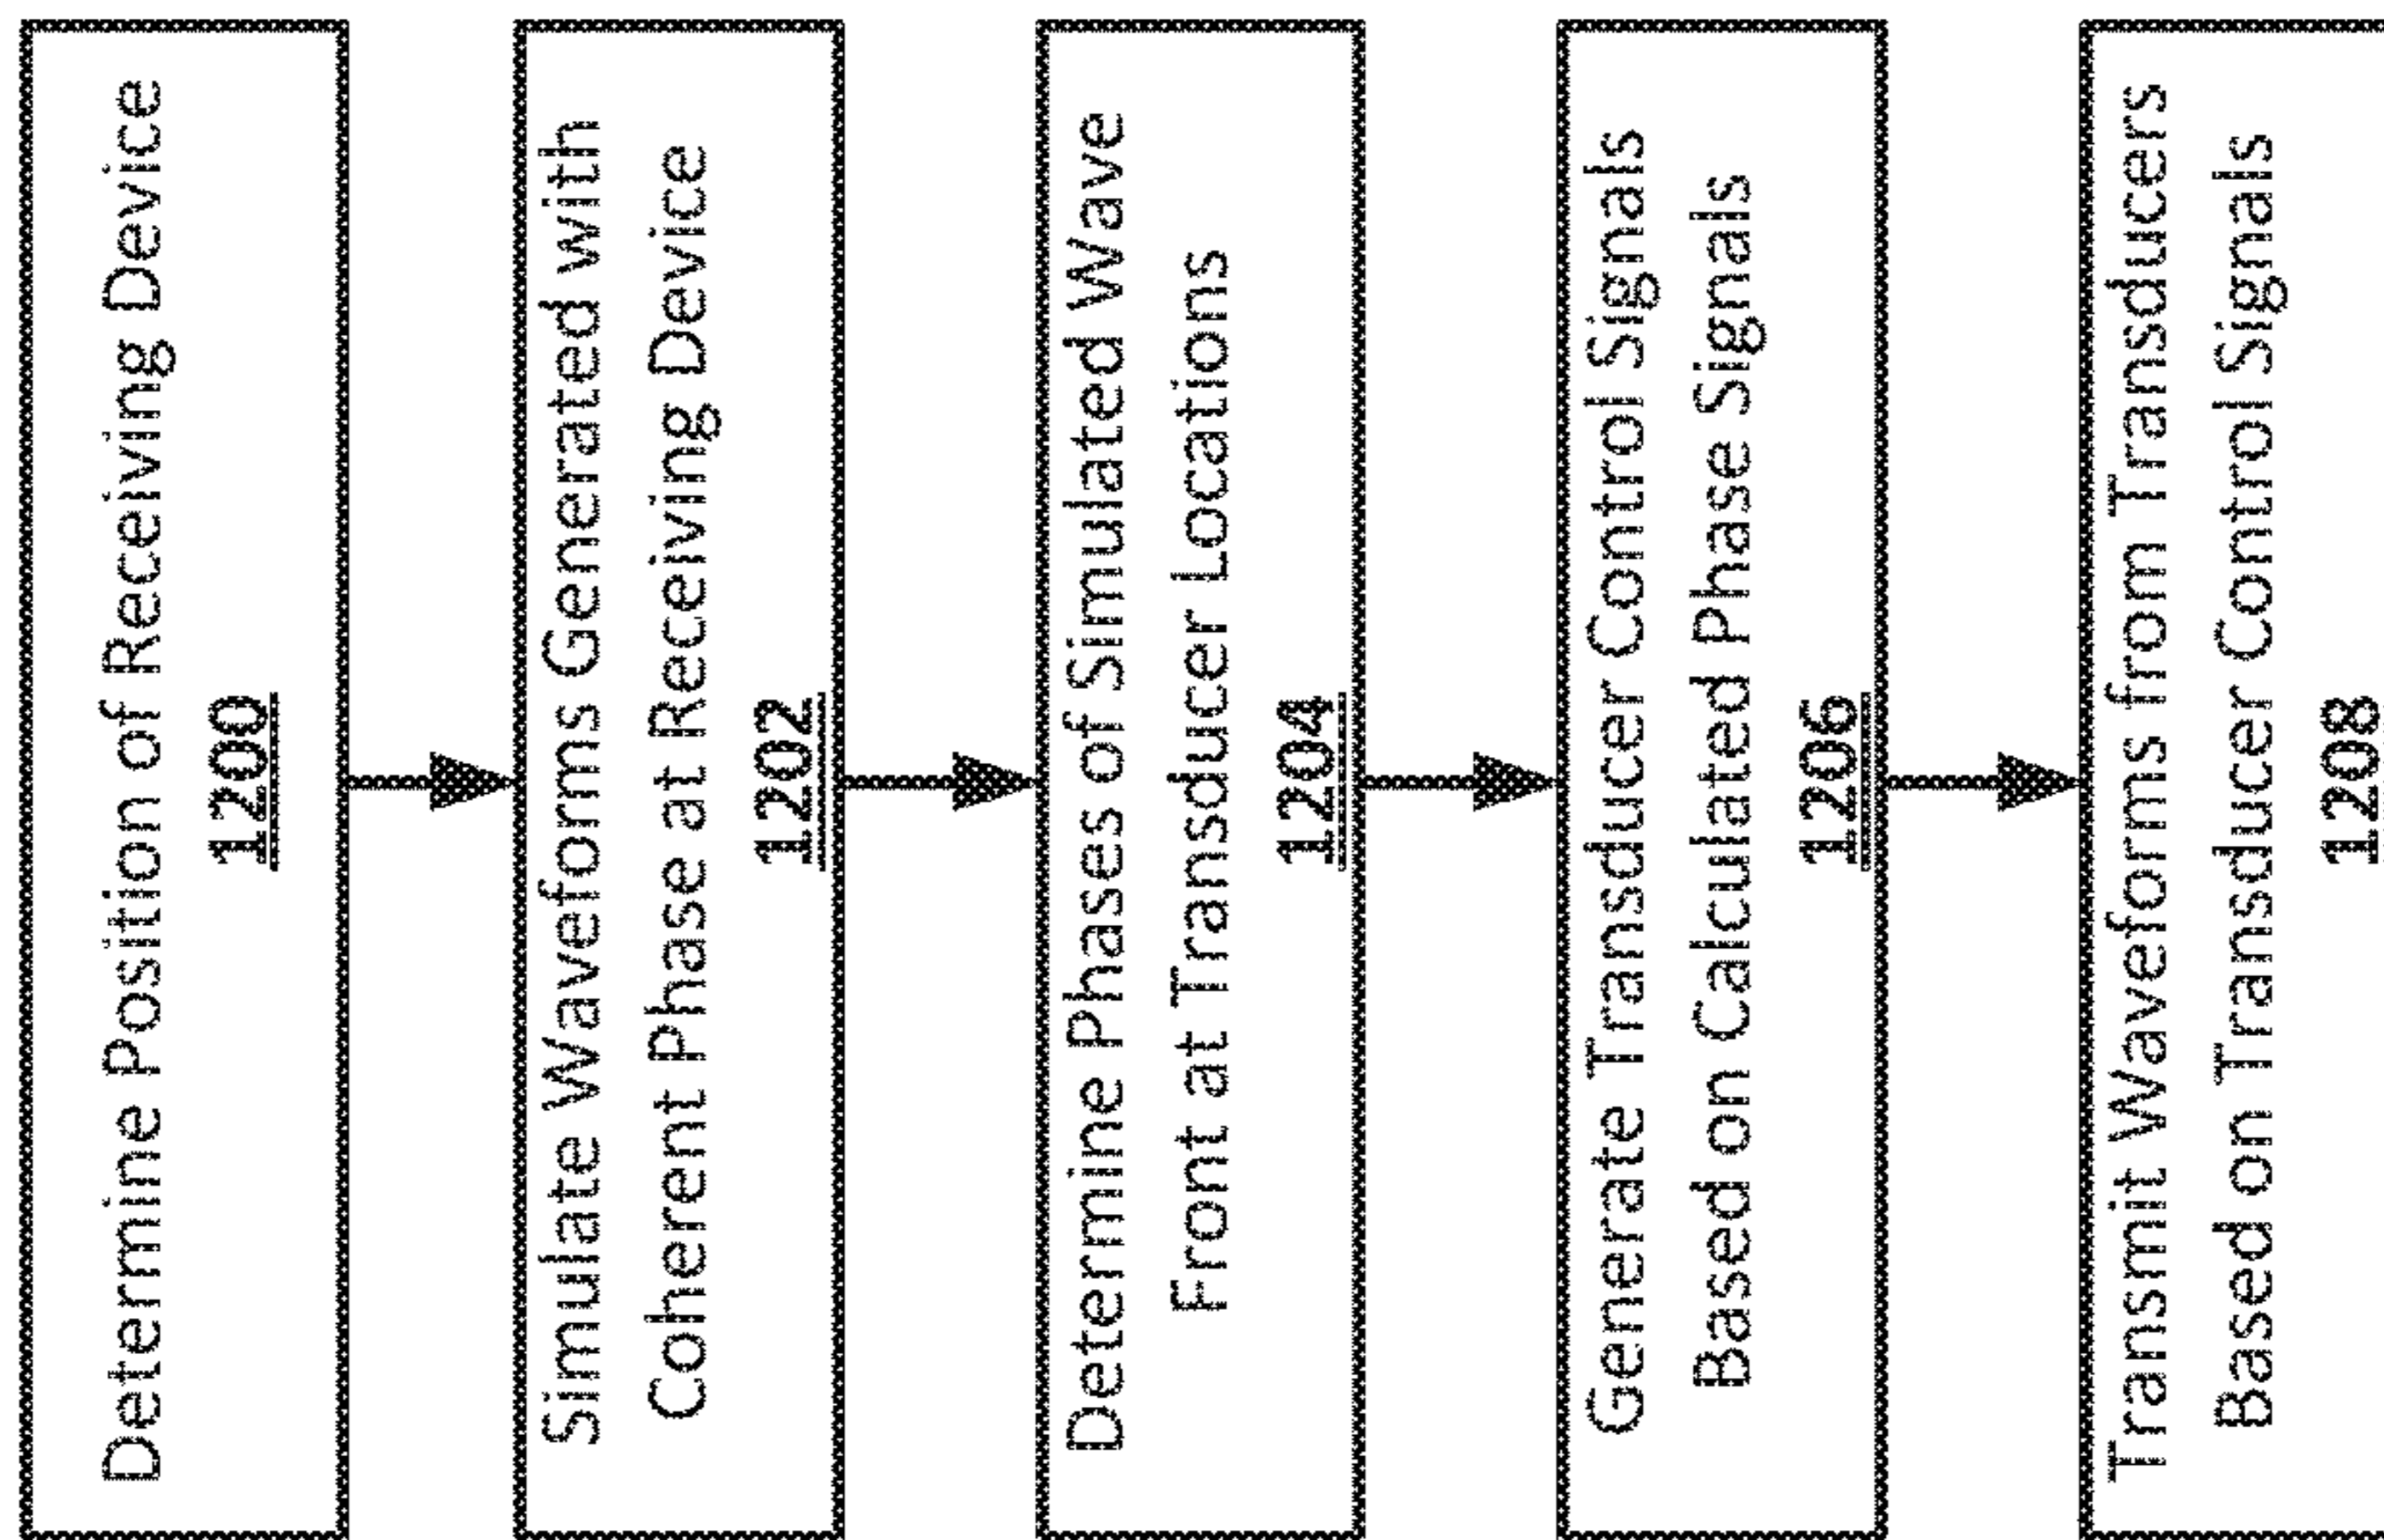 Determine Position of Receiving Device
1200
Simulate Waveforms Generated with
Coherent Phase at Receiving Device
1202
Determine Phases of Simulated Wave
Front at Transducer Locations
1204
Generate Transducer Control Signals
Based on Calculated Phase Signals
1206
Transmit Waveforms from Transducers
Based on Transducer Control Signals
1208